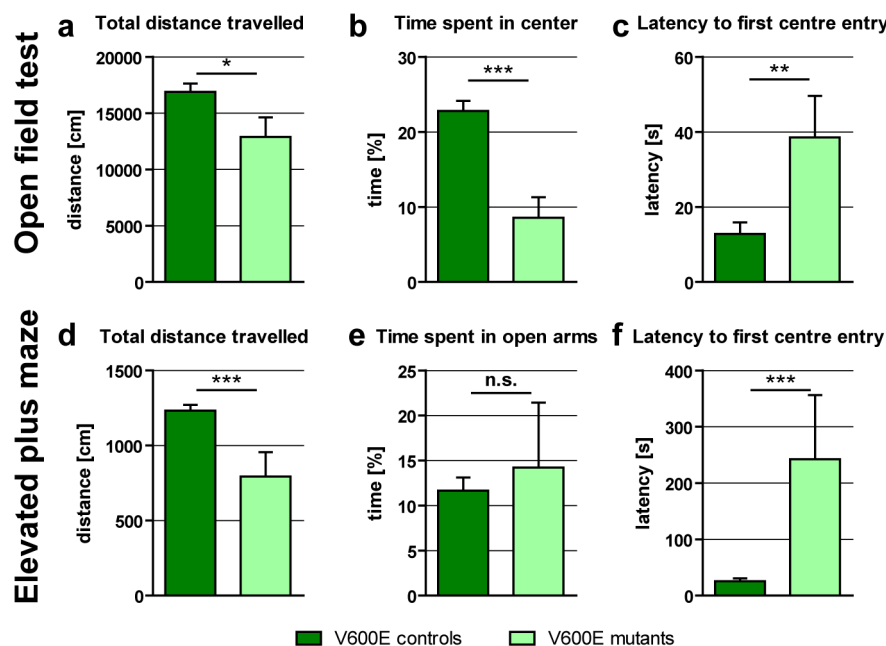 Open field test
a Total distance travelled
distance [cm]
20000
15000
10000
5000
0
*
b Time spent in center
time [%]
30
20
10
0
***
c Latency to first centre entry
latency [s]
60
40
20
0
**
Elevated plus maze
d Total distance travelled
distance [cm]
1500
1000
500
0
***
e Time spent in open arms
time [%]
25
20
15
10
5
0
n.s.
f Latency to first centre entry
latency [s]
400
300
200
100
0
***
V600E controls V600E mutants